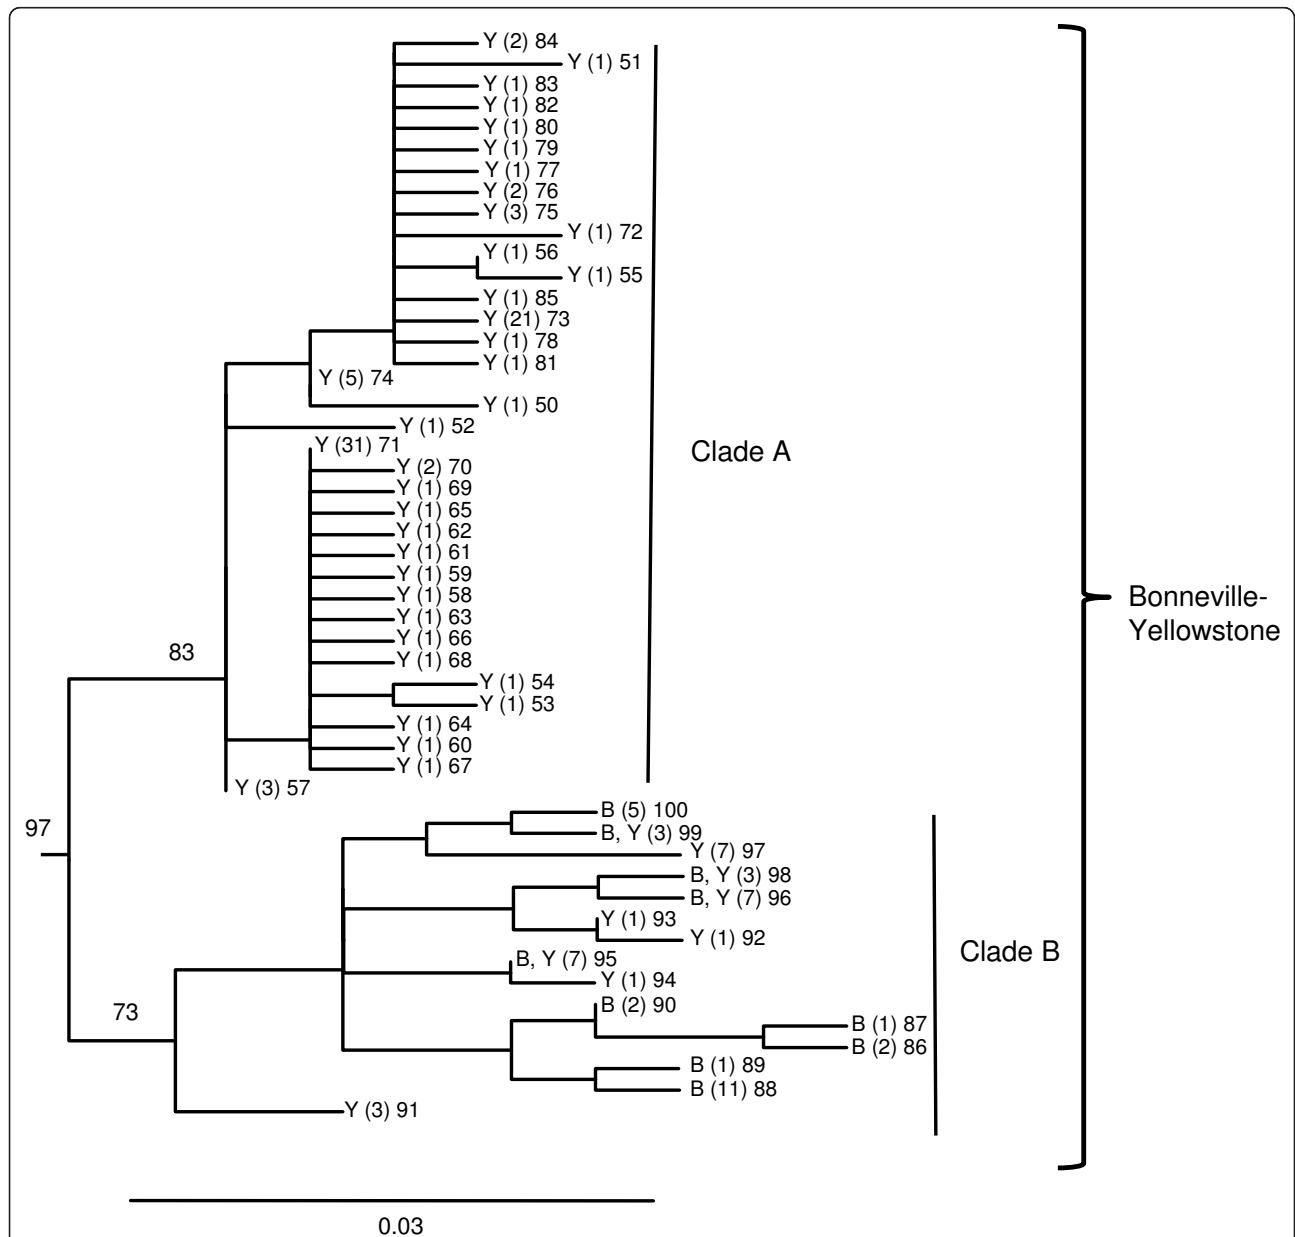 Y (2) 84
Y (1) 51
Y (1) 83
Y (1) 82
Y (1) 80
Y (1) 79
Y (1) 77
Y (2) 76
Y (3) 75
Y (1) 72
Y (1) 56
Y (1) 55
Y (1) 85
Y (21) 73
Y (1) 78
Y (1) 81
Y (5) 74
Y (1) 50
Y (1) 52
Y (31) 71
Y (2) 70
Y (1) 69
Y (1) 65
Y (1) 62
Y (1) 61
Y (1) 59
Y (1) 58
Y (1) 63
Y (1) 66
Y (1) 68
Y (1) 54
Y (1) 53
Y (1) 64
Y (1) 60
Y (1) 67
Y (3) 57
83
Clade A
97
B (5) 100
B, Y (3) 99
Y (7) 97
B, Y (3) 98
B, Y (7) 96
Y (1) 93
Y (1) 92
B, Y (7) 95
Y (1) 94
B (2) 90
B (1) 87
B (2) 86
B (1) 89
B (11) 88
Y (3) 91
73
Clade B
Bonneville-
Yellowstone
0.03